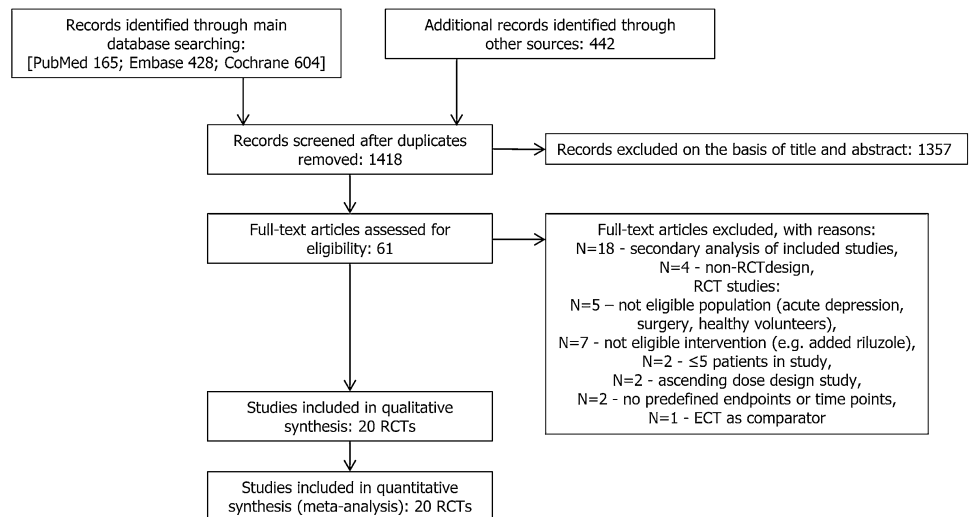 Records identified through main
database searching:
[PubMed 165; Embase 428; Cochrane 604]
Additional records identified through
other sources: 442
Records screened after duplicates
removed: 1418
Records excluded on the basis of title and abstract: 1357
Full-text articles assessed for
eligibility: 61
Full-text articles excluded, with reasons:
N=18 - secondary analysis of included studies,
N=4 - non-RCTdesign,
RCT studies:
N=5 – not eligible population (acute depression,
surgery, healthy volunteers),
N=7 - not eligible intervention (e.g. added riluzole),
N=2 - ≤5 patients in study,
N=2 - ascending dose design study,
N=2 - no predefined endpoints or time points,
N=1 - ECT as comparator
Studies included in qualitative
synthesis: 20 RCTs
Studies included in quantitative
synthesis (meta-analysis): 20 RCTs